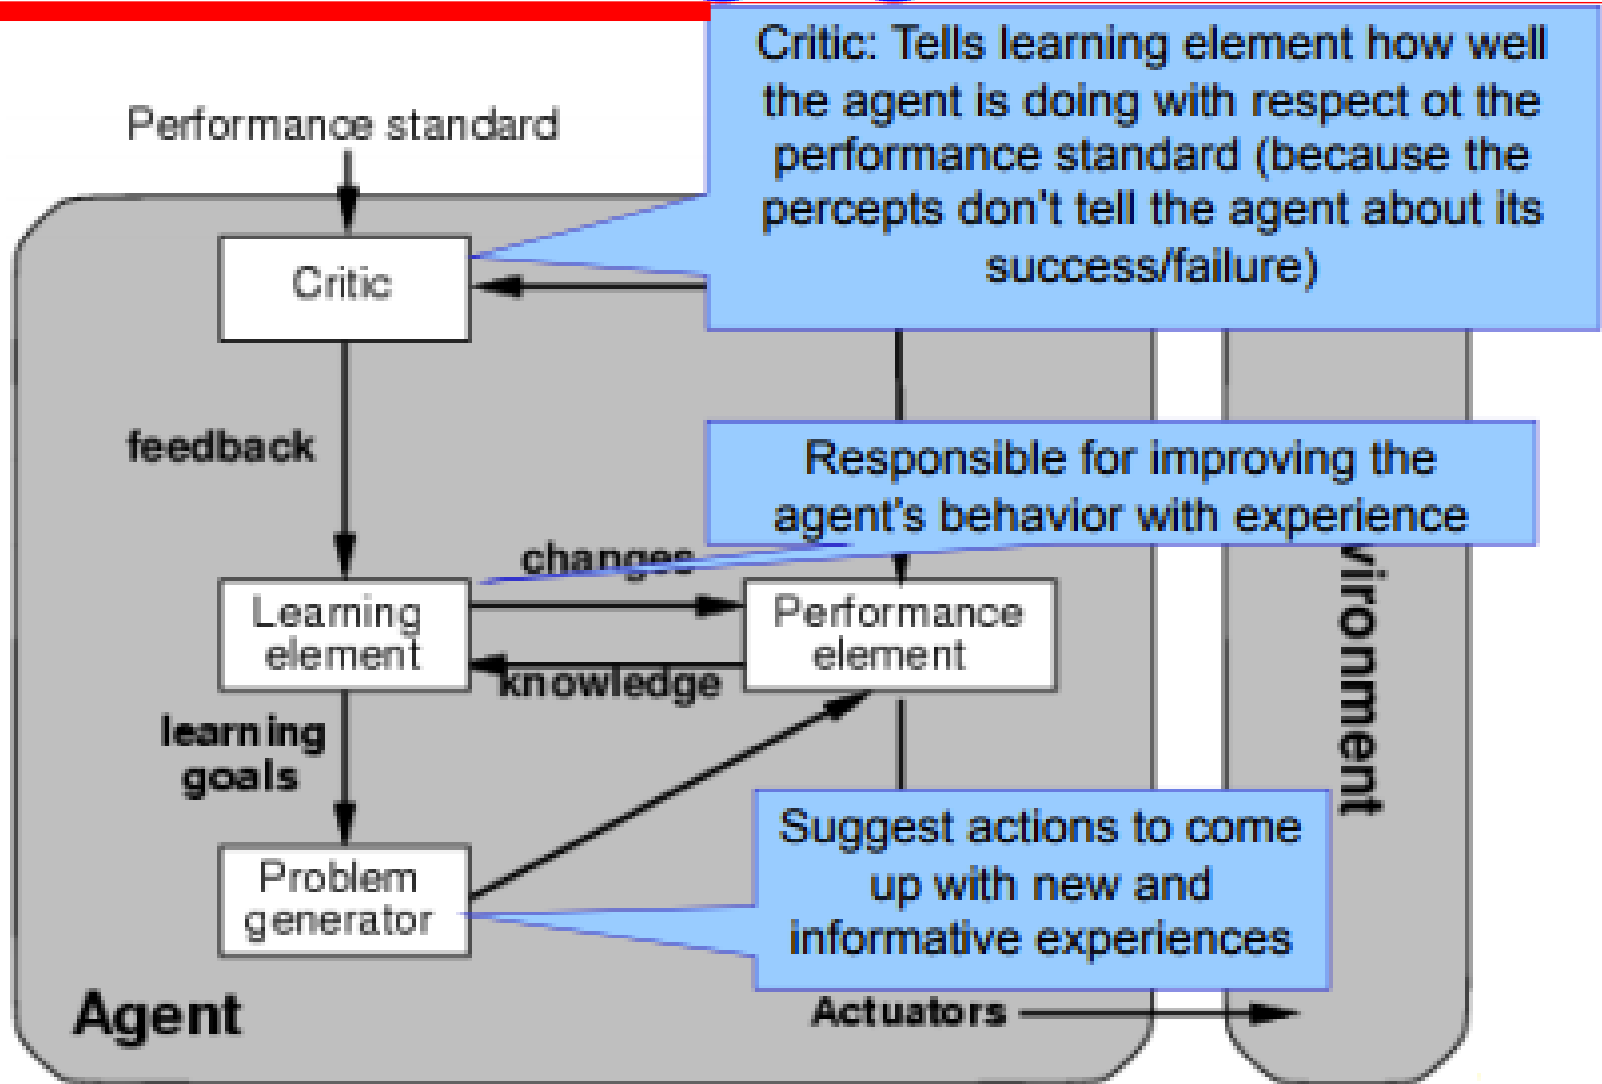 Critic: Tells learning element how well
the agent is doing with respect ot the
performance standard (because the
percepts don't tell the agent about its
success/failure)
Performance standard
Critic
feedback
Responsible for improving the
agent's behavior with experience
changes
Learning
element
Performance
element
knowledge
learning
goals
vironment
Suggest actions to come
up with new and
informative experiences
Problem
generator
Agent
Actuators